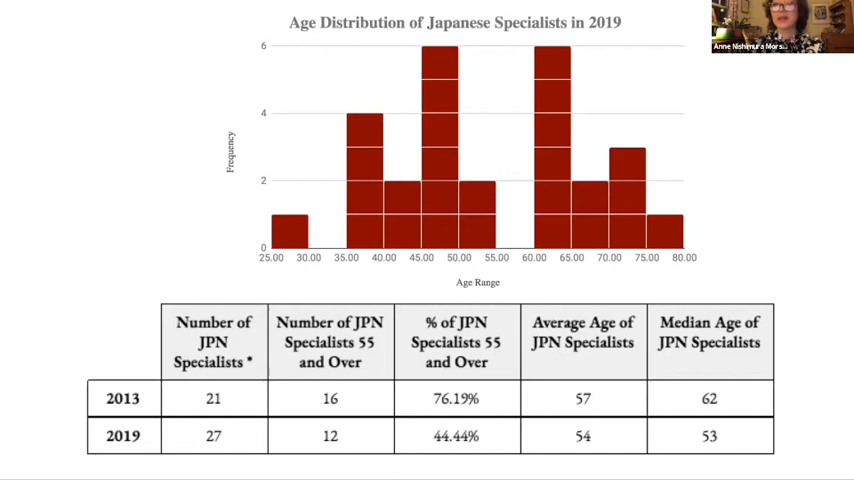 Age Distribution of Japanese Specialists in 2019
Anne Nishimura Mors...
6
4
2
0
Frequency
25.00 30.00 35.00 40.00 45.00 50.00 55.00 60.00 65.00 70.00 75.00 80.00
Age Range
Number of JPN Specialists * Number of JPN Specialists 55 and Over % of JPN Specialists 55 and Over Average Age of JPN Specialists Median Age of JPN Specialists
2013 21 16 76.19% 57 62
2019 27 12 44.44% 54 53